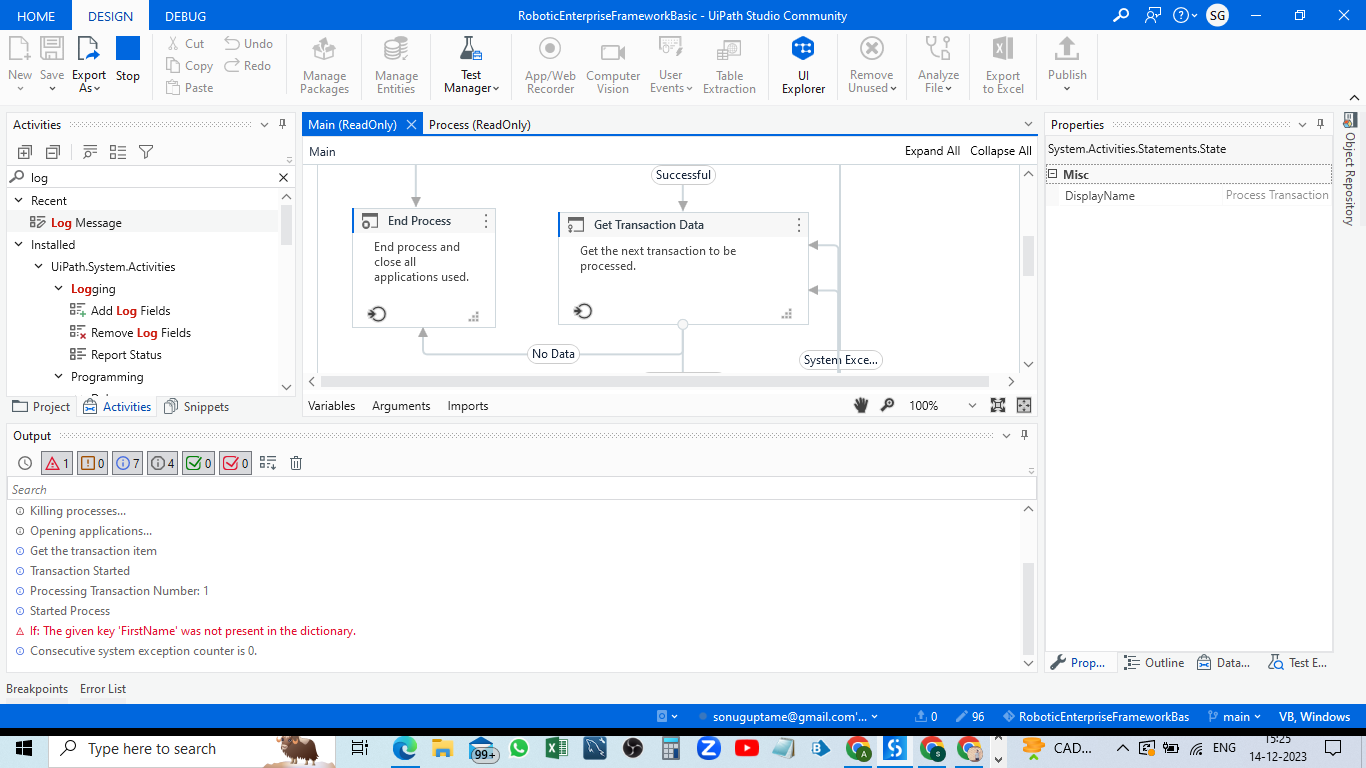 HOME DESIGN DEBUG RoboticEnterpriseFrameworkBasic - UiPath Studio Community SG
New Save Export As Stop
Cut Copy Paste Undo Redo
Manage Packages
Manage Entities
Test Manager
App/Web Recorder
Computer Vision
User Events
Table Extraction
UI Explorer
Remove Unused
Analyze File
Export to Excel
Publish
Activities
log
Recent
Log Message
Installed
UiPath.System.Activities
Logging
Add Log Fields
Remove Log Fields
Report Status
Programming
Project Activities Snippets
Main (ReadOnly) Process (ReadOnly)
Main Expand All Collapse All
Successful
End Process
End process and
close all
applications used.
Get Transaction Data
Get the next transaction to be
processed.
No Data
System Exce...
Variables Arguments Imports 100%
Properties
System.Activities.Statements.State
Misc
DisplayName Process Transaction
Object Repository
Prop... Outline Data... Test E...
Output
1 0 7 4 0 0
Search
Killing processes...
Opening applications...
Get the transaction item
Transaction Started
Processing Transaction Number: 1
Started Process
If: The given key 'FirstName' was not present in the dictionary.
Consecutive system exception counter is 0.
Breakpoints Error List
sonuguptame@gmail.com'... 0 96 RoboticEnterpriseFrameworkBas main VB, Windows
Type here to search 99+ CAD... ENG 15:25
14-12-2023